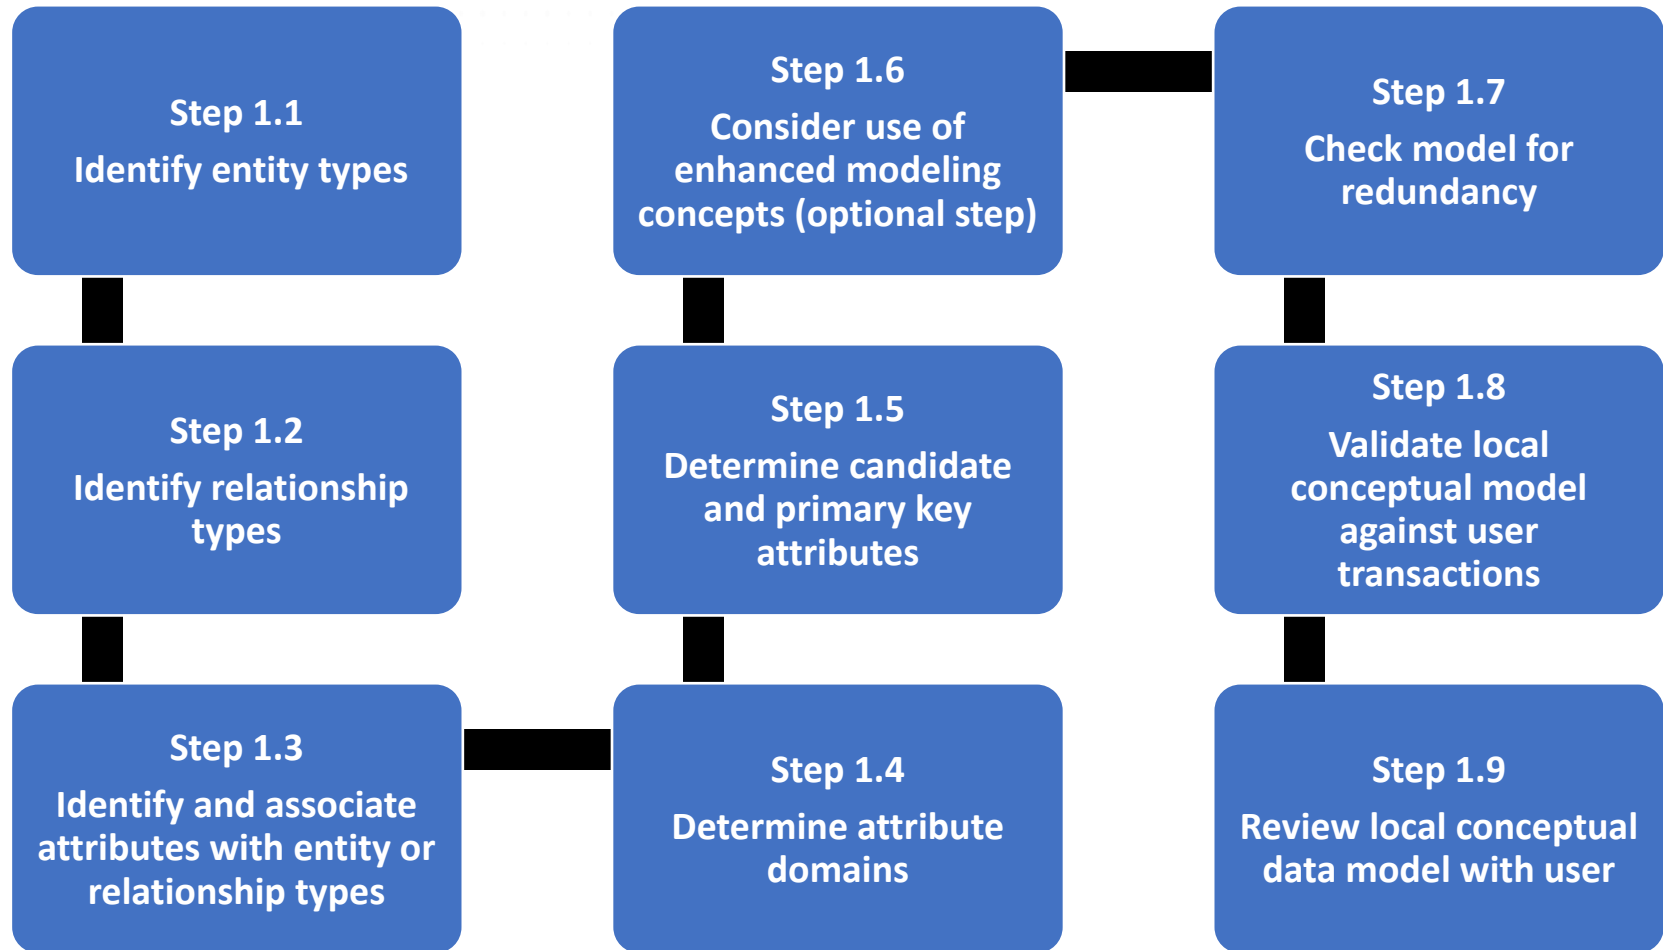 Step 1.1
Identify entity types
Step 1.2
Identify relationship
types
Step 1.3
Identify and associate
attributes with entity or
relationship types
Step 1.4
Determine attribute
domains
Step 1.5
Determine candidate
and primary key
attributes
Step 1.6
Consider use of
enhanced modeling
concepts (optional step)
Step 1.7
Check model for
redundancy
Step 1.8
Validate local
conceptual model
against user
transactions
Step 1.9
Review local conceptual
data model with user